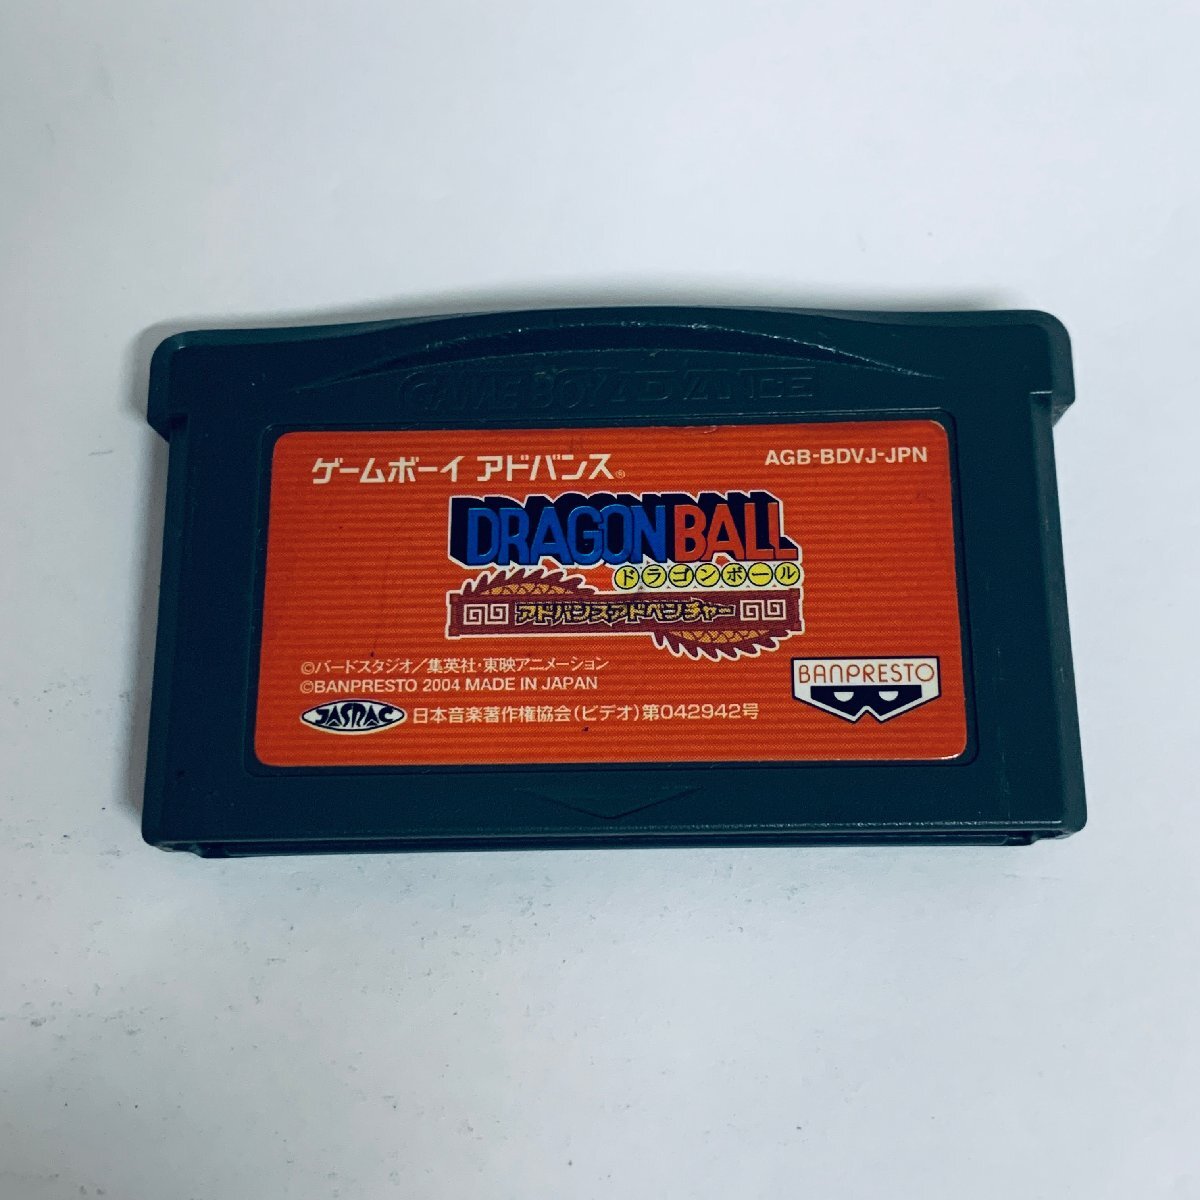 GAME BOY ADVANCE
ゲームボーイ アドバンス®
AGB-BDVJ-JPN
DRAGON BALL
ドラゴンボール
アドバンスアドベンチャー
©バードスタジオ/集英社・東映アニメーション
©BANPRESTO 2004 MADE IN JAPAN
BANPRESTO
JASRAC 日本音楽著作権協会(ビデオ)第042942号